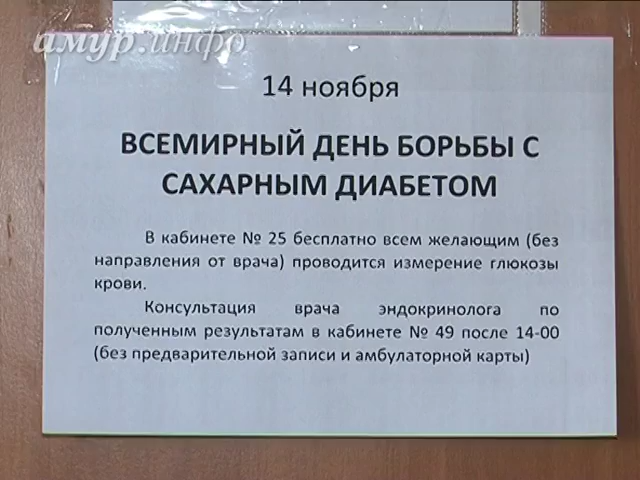 амур.инфо
14 ноября
ВСЕМИРНЫЙ ДЕНЬ БОРЬБЫ С
САХАРНЫМ ДИАБЕТОМ
В кабинете № 25 бесплатно всем желающим (без
направления от врача) проводится измерение глюкозы
крови.
Консультация врача эндокринолога по
полученным результатам в кабинете № 49 после 14-00
(без предварительной записи и амбулаторной карты)